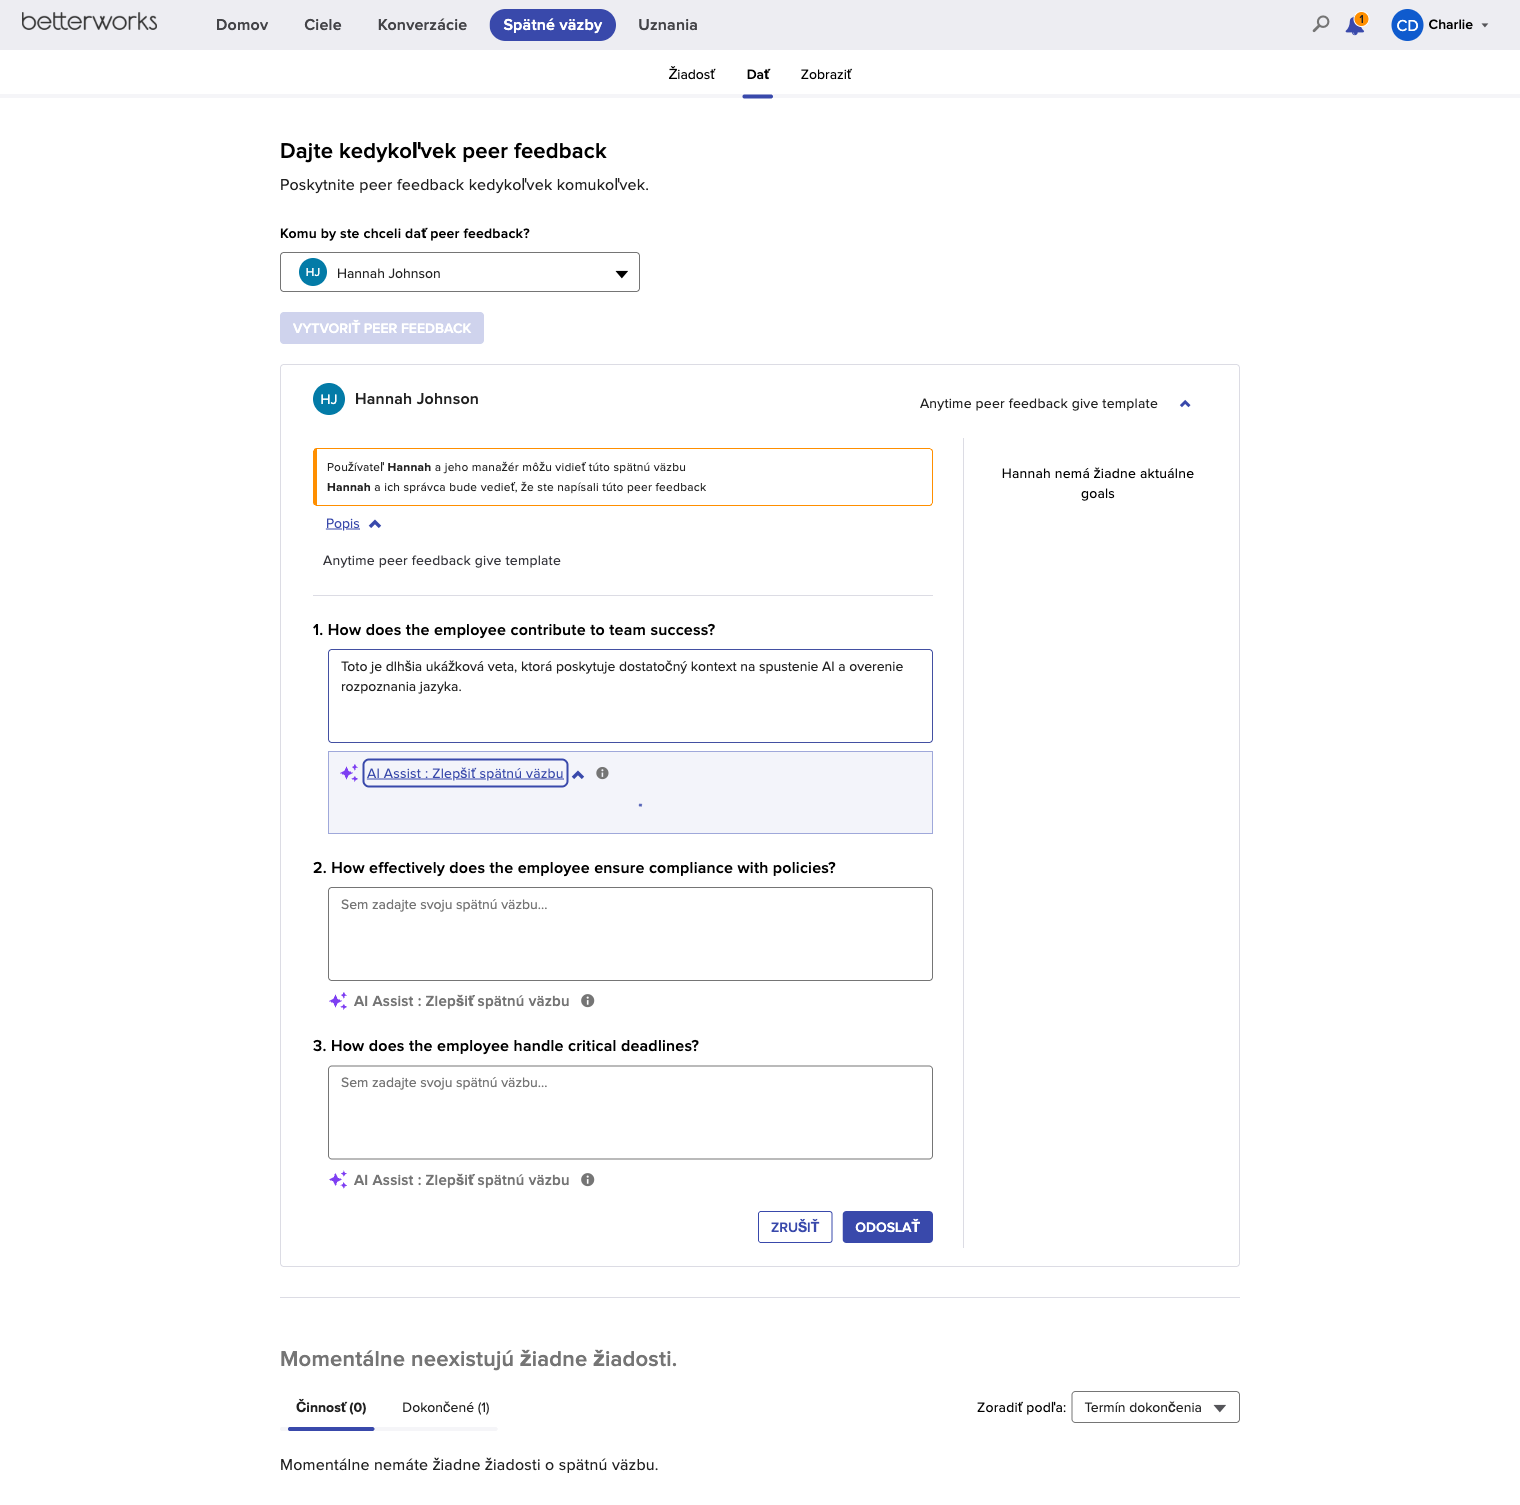 betterworks
Domov Ciele Konverzácie Spätné väzby Uznania
1
CD Charlie
Žiadosť Dať Zobraziť
Dajte kedykoľvek peer feedback
Poskytnite peer feedback kedykoľvek komukoľvek.
Komu by ste chceli dať peer feedback?
HJ Hannah Johnson
VYTVORIŤ PEER FEEDBACK
HJ Hannah Johnson
Anytime peer feedback give template
Používateľ Hannah a jeho manažér môžu vidieť túto spätnú väzbu
Hannah a ich správca bude vedieť, že ste napísali túto peer feedback
Hannah nemá žiadne aktuálne
goals
Popis
Anytime peer feedback give template
1. How does the employee contribute to team success?
Toto je dlhšia ukážková veta, ktorá poskytuje dostatočný kontext na spustenie AI a overenie
rozpoznania jazyka.
AI Assist : Zlepšiť spätnú väzbu
2. How effectively does the employee ensure compliance with policies?
Sem zadajte svoju spätnú väzbu...
AI Assist : Zlepšiť spätnú väzbu
3. How does the employee handle critical deadlines?
Sem zadajte svoju spätnú väzbu...
AI Assist : Zlepšiť spätnú väzbu
ZRUŠIŤ ODOSLAŤ
Momentálne neexistujú žiadne žiadosti.
Činnosť (0) Dokončené (1)
Zoradiť podľa: Termín dokončenia
Momentálne nemáte žiadne žiadosti o spätnú väzbu.